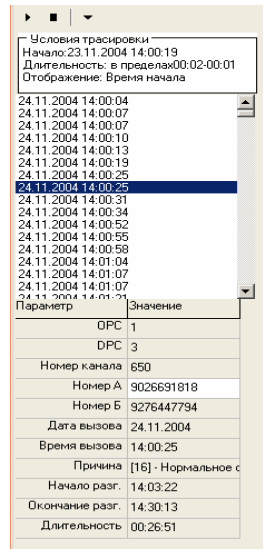 Условия трасировки
Начало:23.11.2004 14:00:19
Длительность: в пределах00:02-00:01
Отображение: Время начала
24.11.2004 14:00:04
24.11.2004 14:00:07
24.11.2004 14:00:07
24.11.2004 14:00:10
24.11.2004 14:00:13
24.11.2004 14:00:19
24.11.2004 14:00:25
24.11.2004 14:00:25
24.11.2004 14:00:31
24.11.2004 14:00:34
24.11.2004 14:00:52
24.11.2004 14:00:55
24.11.2004 14:00:58
24.11.2004 14:01:04
24.11.2004 14:01:07
24.11.2004 14:01:07
24.11.2004 14:01:21
Параметр Значение
OPC 1
DPC 3
Номер канала 650
Номер А 9026691818
Номер Б 9276447794
Дата вызова 24.11.2004
Время вызова 14:00:25
Причина [16] - Нормальное
Начало разг. 14:03:22
Окончание разг. 14:30:13
Длительность 00:26:51